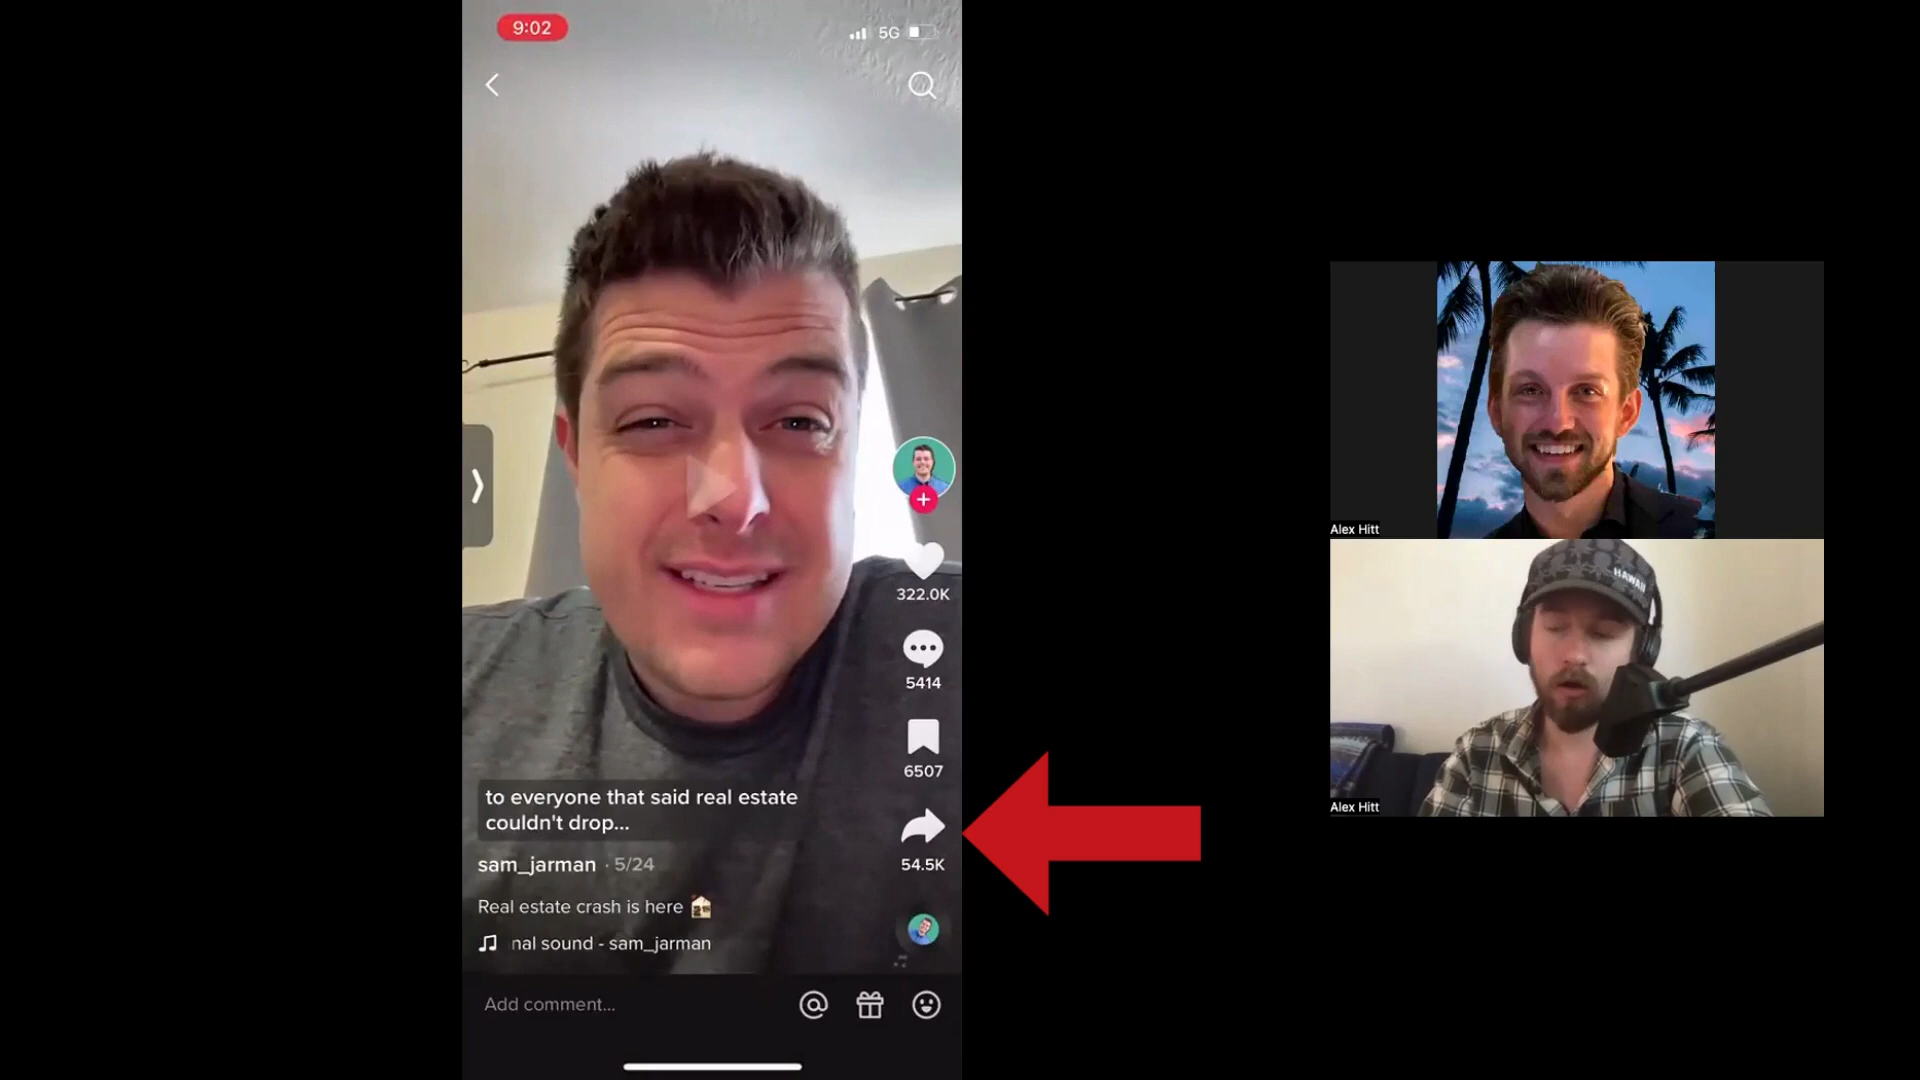 9:02
5G
322.0K
5414
6507
54.5K
to everyone that said real estate
couldn't drop...
sam_jarman · 5/24
Real estate crash is here
nal sound - sam_jarman
Add comment...
Alex Hitt
HAWAII
Alex Hitt